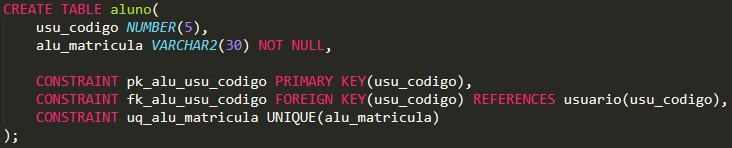 CREATE TABLE aluno(
    usu_codigo NUMBER(5),
    alu_matricula VARCHAR2(30) NOT NULL,

    CONSTRAINT pk_alu_usu_codigo PRIMARY KEY(usu_codigo),
    CONSTRAINT fk_alu_usu_codigo FOREIGN KEY(usu_codigo) REFERENCES usuario(usu_codigo),
    CONSTRAINT uq_alu_matricula UNIQUE(alu_matricula)
);